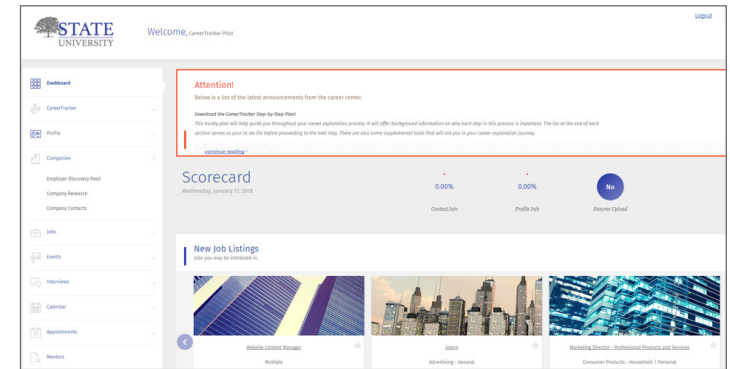 STATE
UNIVERSITY
Welcome, CareerTracker Pilot
Logout
Dashboard
CareerTracker
Profile
Companies
Employer Discovery Feed
Company Research
Company Contacts
Jobs
Events
Interviews
Calendar
Appointments
Mentors
Attention!
Below is a list of the latest announcements from the career center.
Download the CareerTracker Step-by-Step Plan!
This handy plan will help guide you throughout your career exploration process. It will offer background information on why each step in this process is important. The list at the end of each
section serves as your to-do list before proceeding to the next step. There are also some supplemental tools that will aid you in your career exploration journey.
continue reading ›
Scorecard
Wednesday, January 17, 2018
0.00%
Contact Info
0.00%
Profile Info
No
Resume Upload
New Job Listings
Jobs you may be interested in.
Website Content Manager
Multiple
Intern
Advertising - General
Marketing Director - Professional Products and Services
Consumer Products - Household / Personal